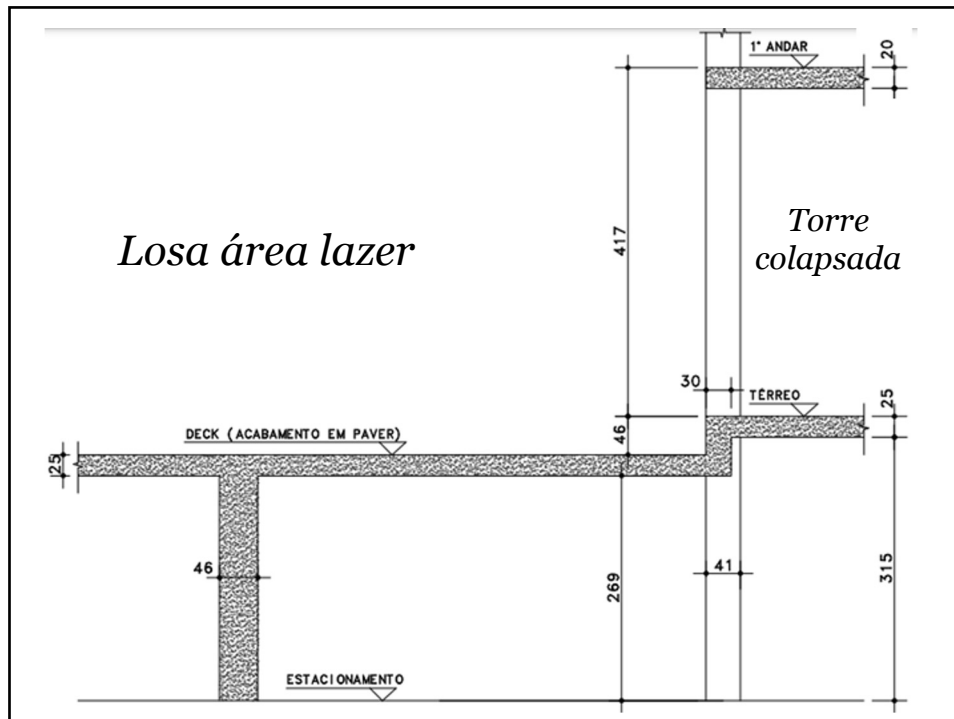 1° ANDAR
20
417
Losa área lazer
Torre
colapsada
30
TÉRREO
25
DECK (ACABAMENTO EM PAVER)
46
25
46
41
269
315
ESTACIONAMENTO